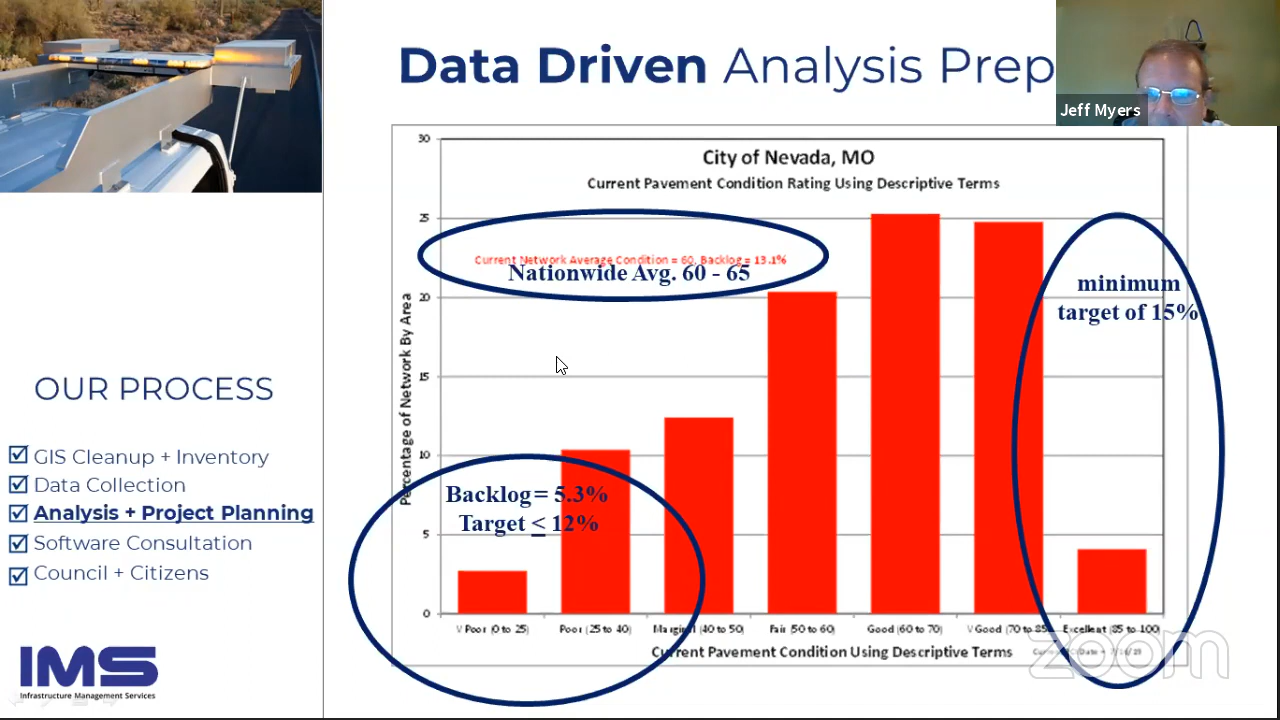 Data Driven Analysis Prep
Jeff Myers
OUR PROCESS
GIS Cleanup + Inventory
Data Collection
Analysis + Project Planning
Software Consultation
Council + Citizens
IMS
Infrastructure Management Services
City of Nevada, MO
Current Pavement Condition Rating Using Descriptive Terms
Current Network Average Condition = 60, Backlog = 13.1%
Nationwide Avg. 60 - 65
minimum
target of 15%
Backlog = 5.3%
Target < 12%
Percentage of Network By Area
30
25
20
15
10
5
0
V Poor (0 to 25) Poor (25 to 40) Marginal (40 to 50) Fair (50 to 60) Good (60 to 70) V Good (70 to 85) Excellent (85 to 100)
Current Pavement Condition Using Descriptive Terms
zoom